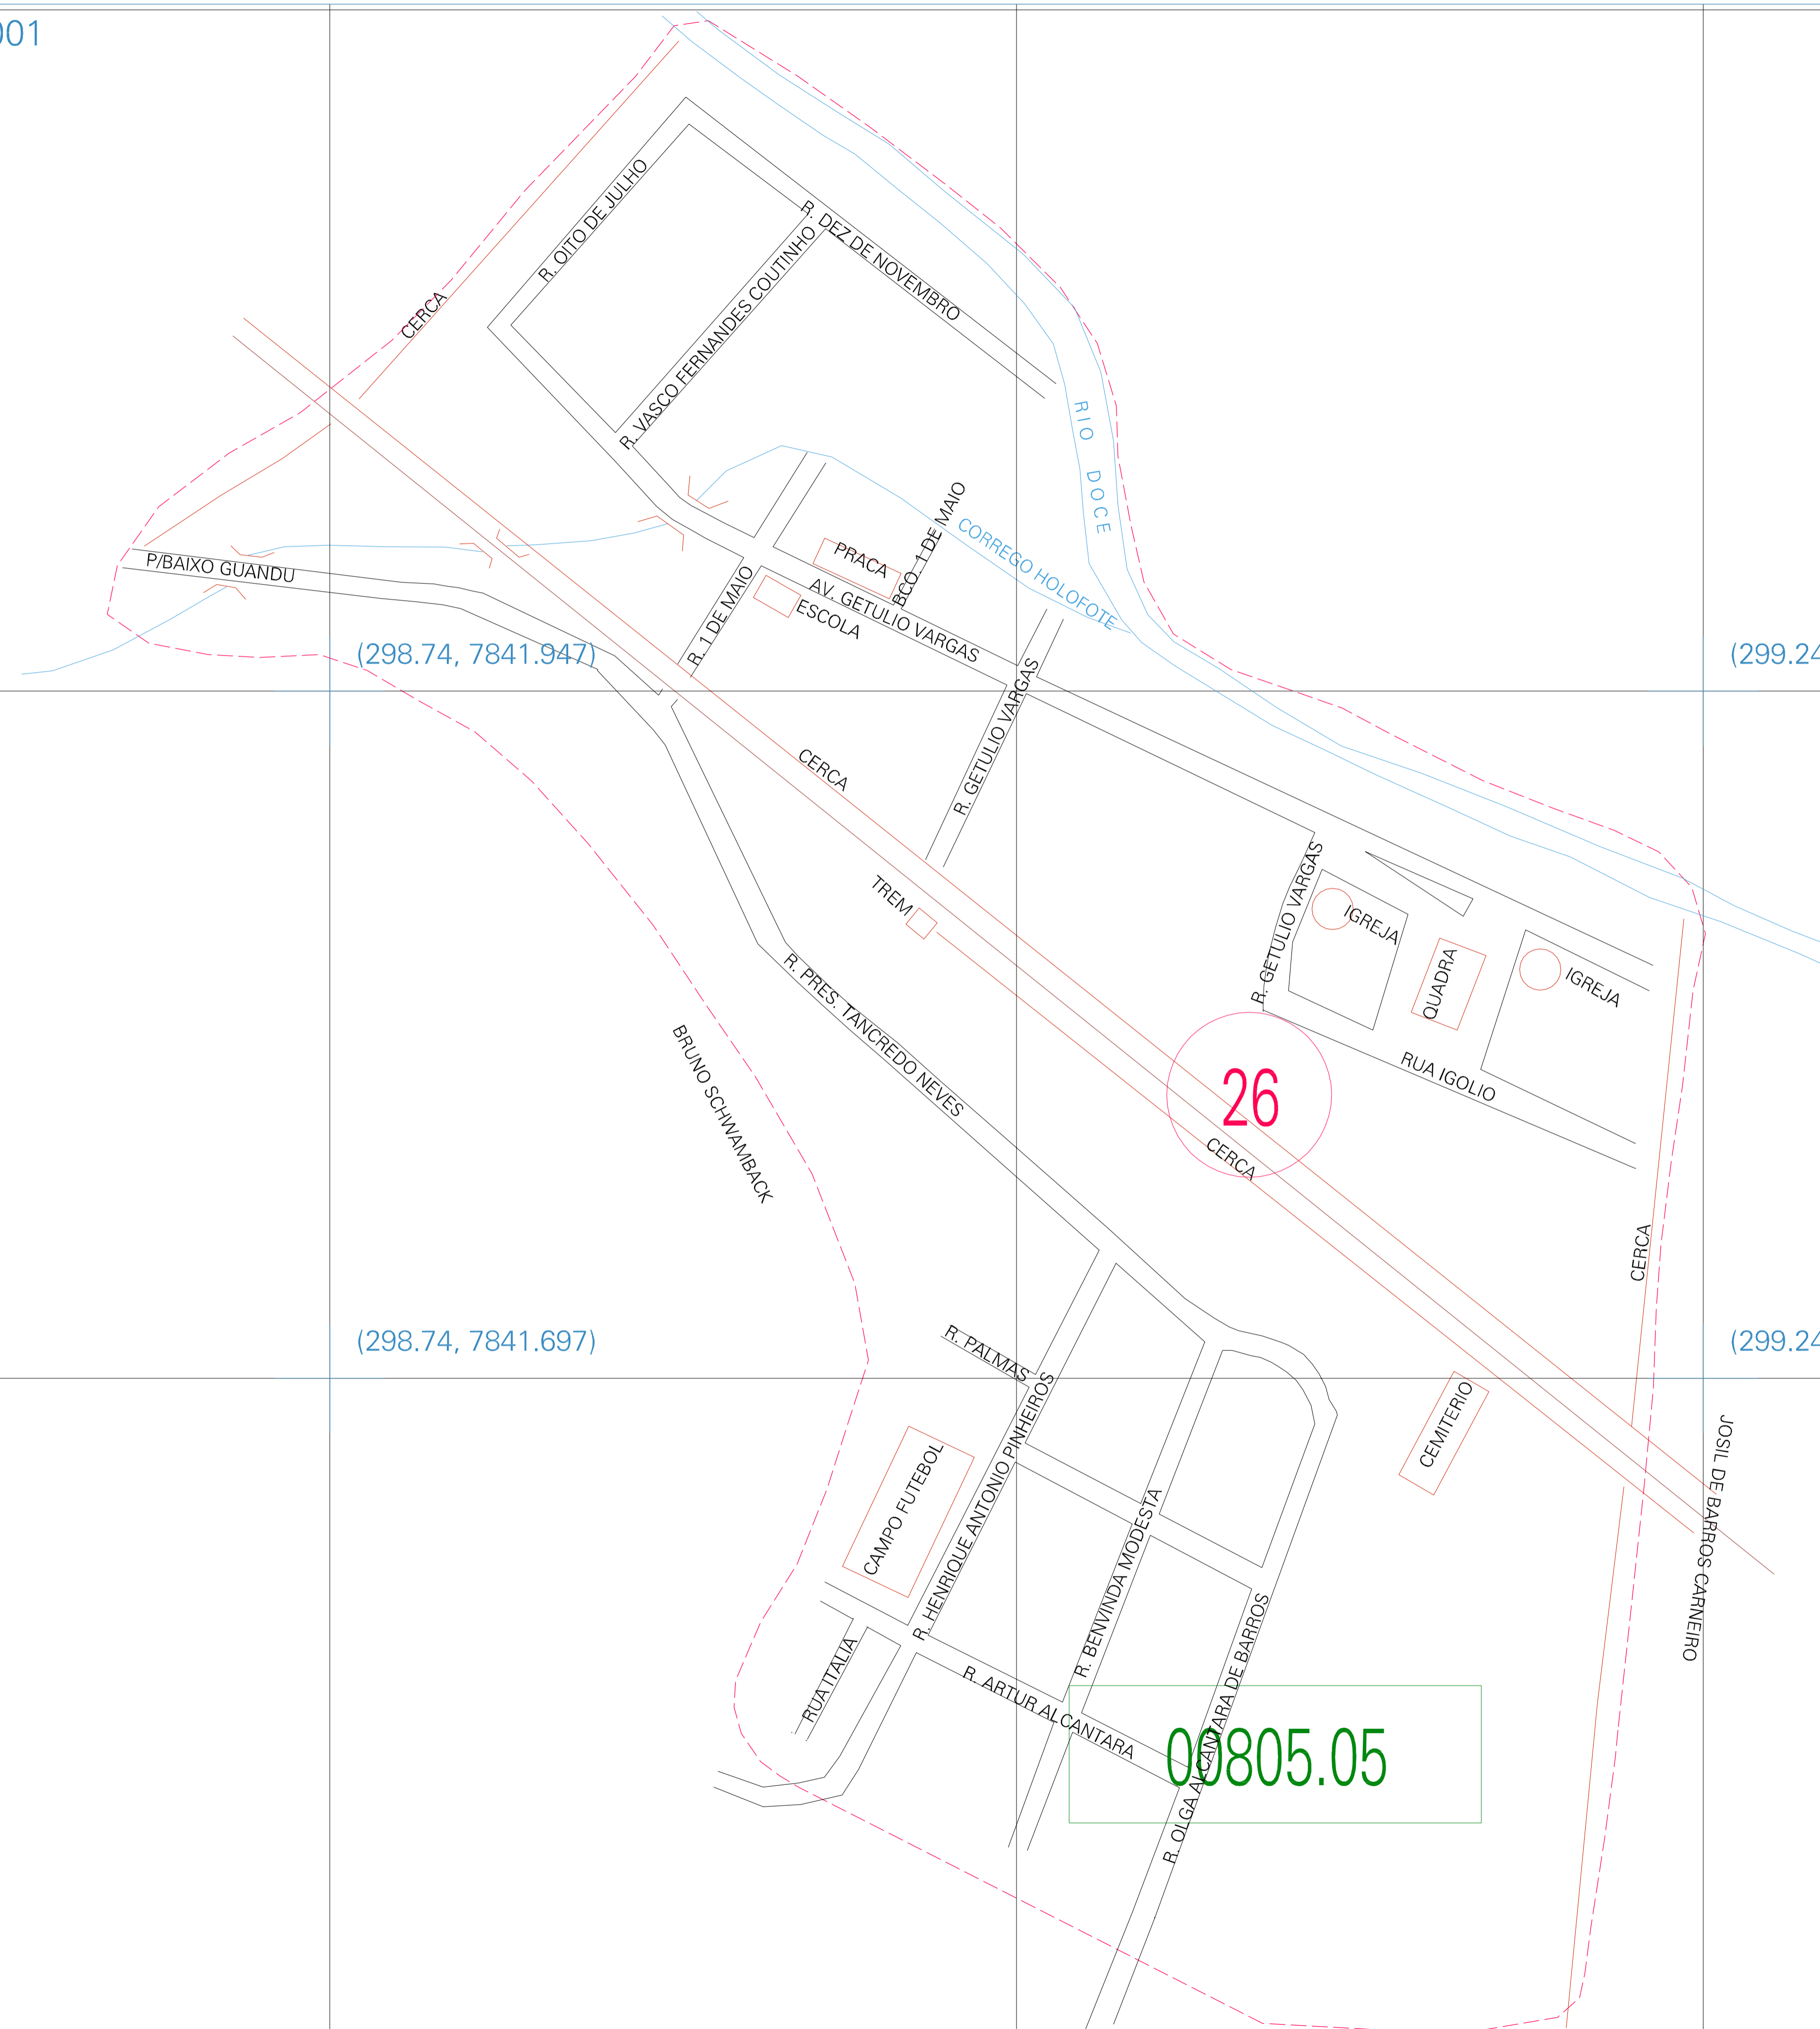 001
R. OITO DE JULHO
R. DEZ DE NOVEMBRO
R. VASCO FERNANDES COUTINHO
CERCA
RIO DOCE
P/BAIXO GUANDU
PRACA
BCO. 1 DE MAIO
CORREGO HOLOFOTE
R. 1 DE MAIO
ESCOLA
AV. GETULIO VARGAS
(298.74, 7841.947)
(299.24
R. GETULIO VARGAS
CERCA
TREM
R. GETULIO VARGAS
IGREJA
QUADRA
IGREJA
R. PRES. TANCREDO NEVES
BRUNO SCHWAMBACK
26
RUA IGOLIO
CERCA
CERCA
(298.74, 7841.697)
(299.24
R. PALMAS
CEMITERIO
CAMPO FUTEBOL
R. HENRIQUE ANTONIO PINHEIROS
JOSIL DE BARROS CARNEIRO
R. BENVINDA MODESTA
R. OLGA ALCANTARA DE BARROS
RUA ITALIA
R. ARTUR ALCANTARA
00805.05